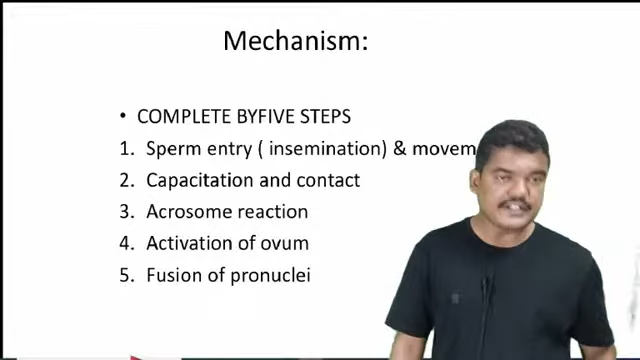 Mechanism:
• COMPLETE BYFIVE STEPS
1. Sperm entry ( insemination) & movem
2. Capacitation and contact
3. Acrosome reaction
4. Activation of ovum
5. Fusion of pronuclei